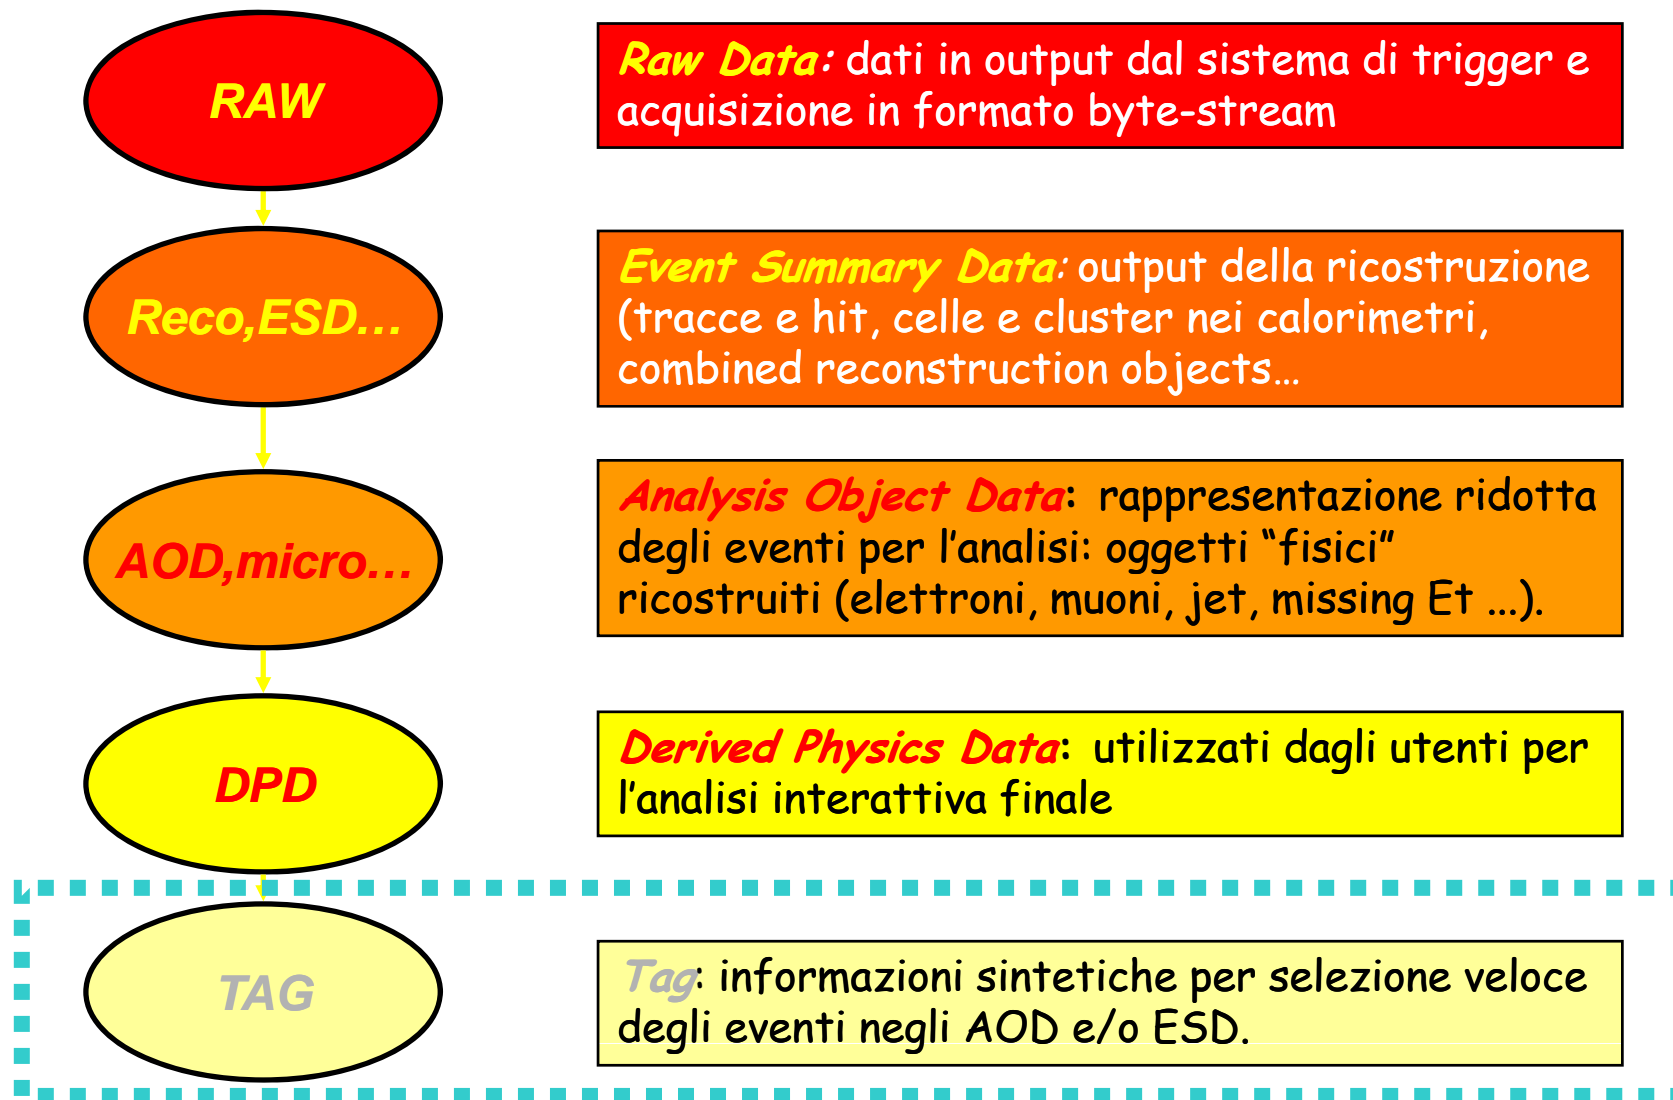 RAW
Raw Data: dati in output dal sistema di trigger e
acquisizione in formato byte-stream
Reco,ESD…
Event Summary Data: output della ricostruzione
(tracce e hit, celle e cluster nei calorimetri,
combined reconstruction objects…
AOD,micro…
Analysis Object Data: rappresentazione ridotta
degli eventi per l’analisi: oggetti “fisici”
ricostruiti (elettroni, muoni, jet, missing Et ...).
DPD
Derived Physics Data: utilizzati dagli utenti per
l’analisi interattiva finale
TAG
Tag: informazioni sintetiche per selezione veloce
degli eventi negli AOD e/o ESD.